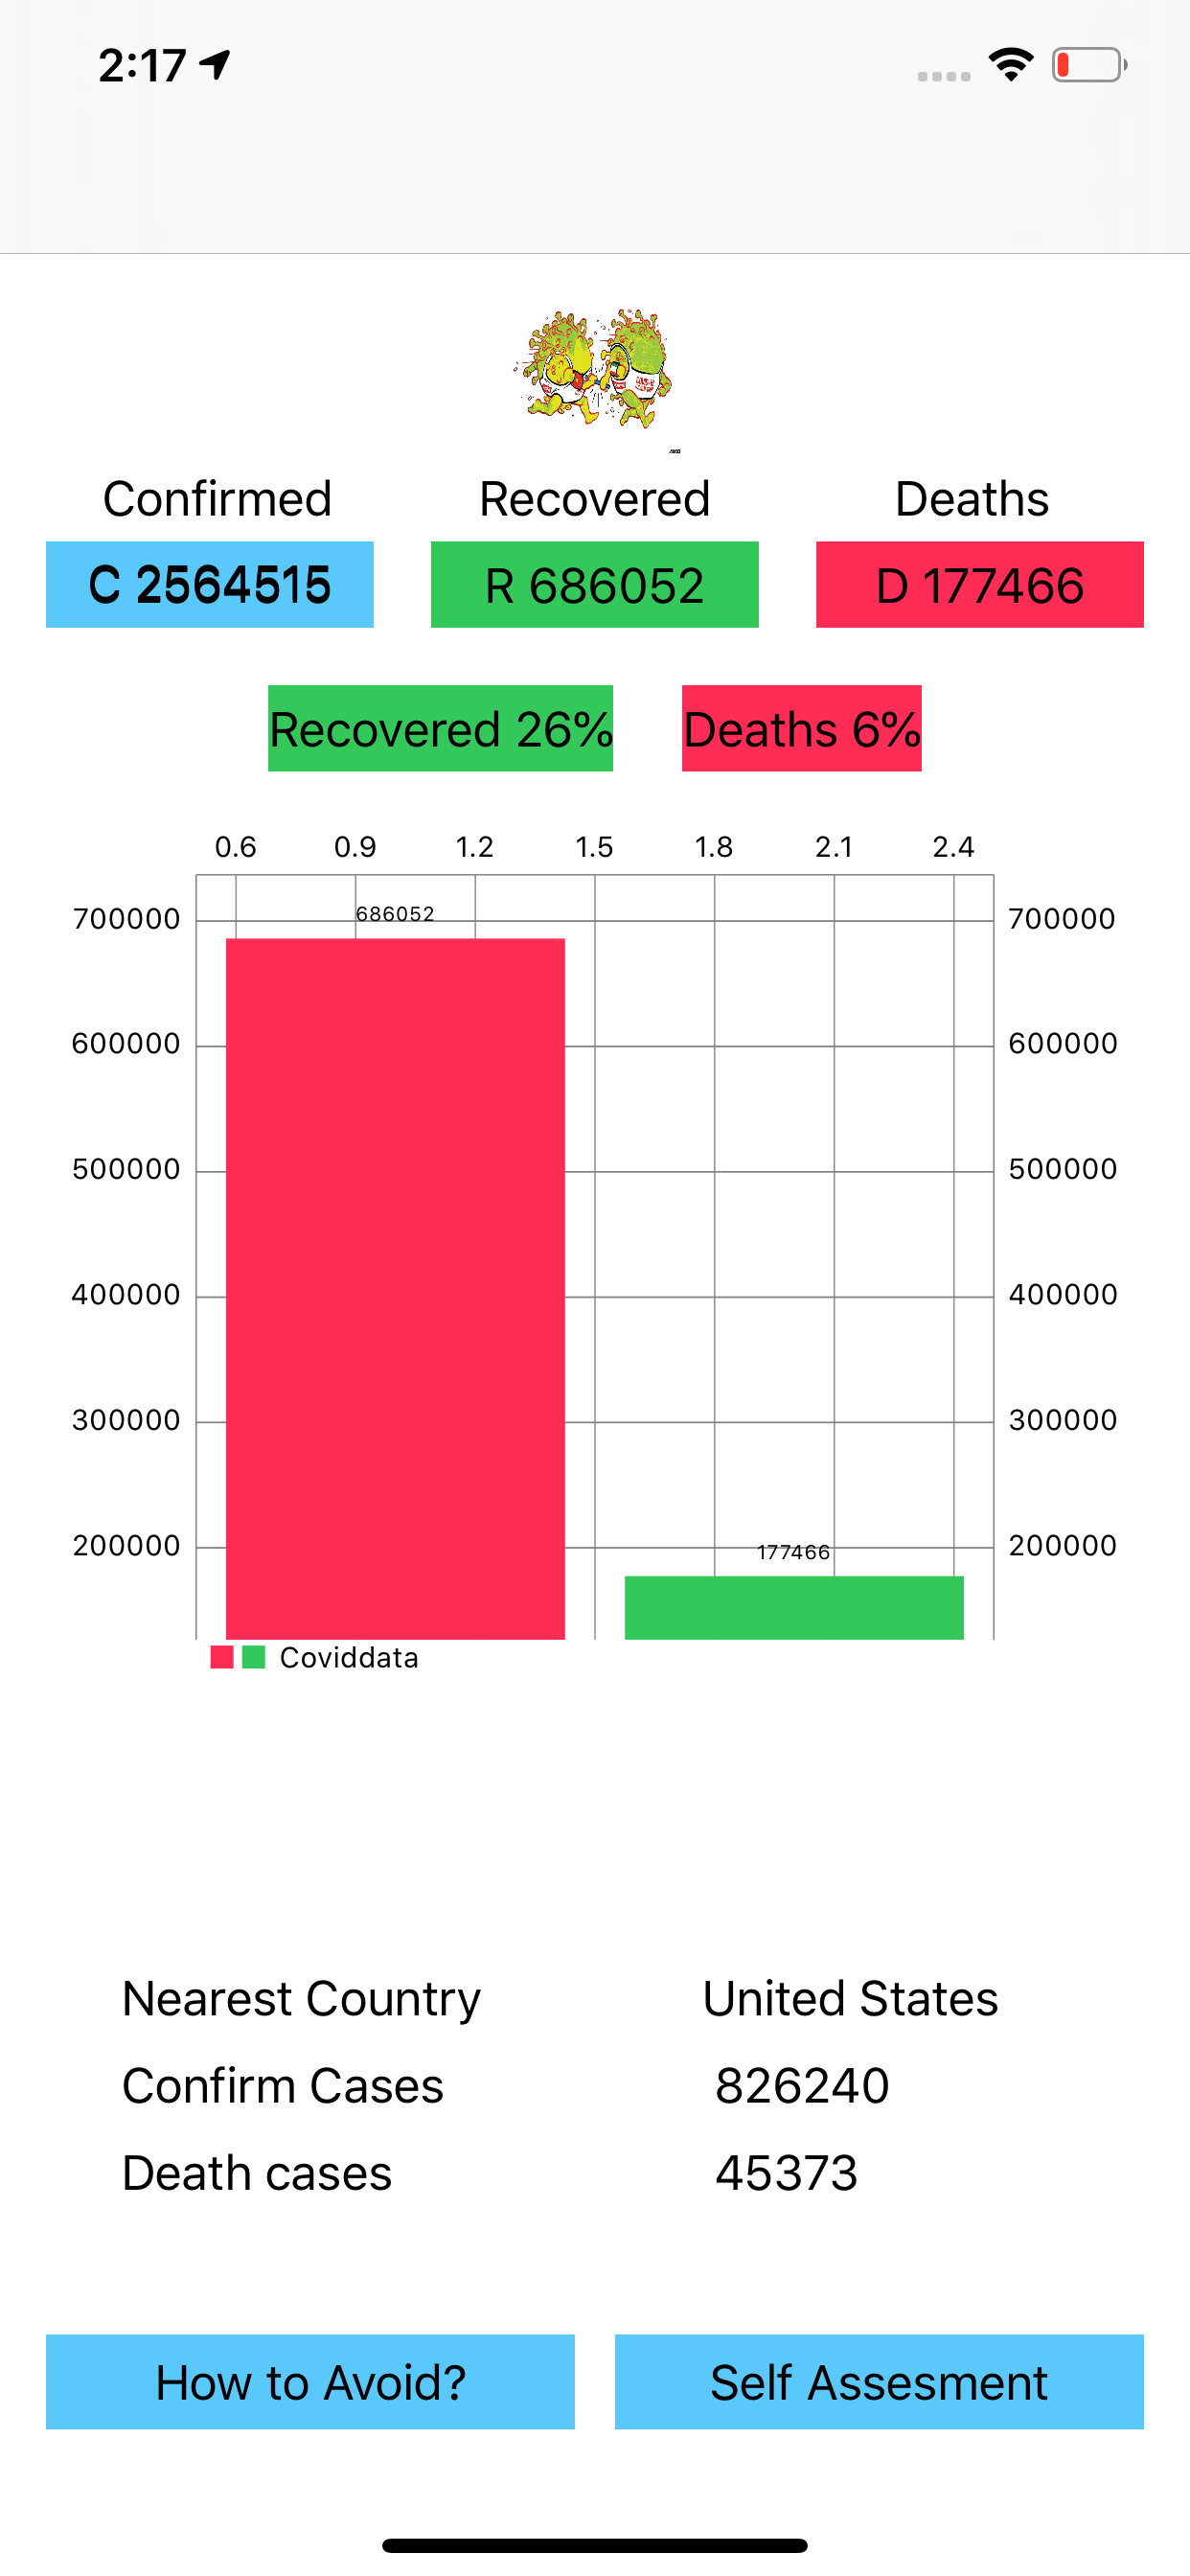 2:17
Confirmed Recovered Deaths
C 2564515 R 686052 D 177466
Recovered 26% Deaths 6%
0.6 0.9 1.2 1.5 1.8 2.1 2.4
686052
700000 700000
600000 600000
500000 500000
400000 400000
300000 300000
200000 177466 200000
Coviddata
Nearest Country United States
Confirm Cases 826240
Death cases 45373
How to Avoid? Self Assesment